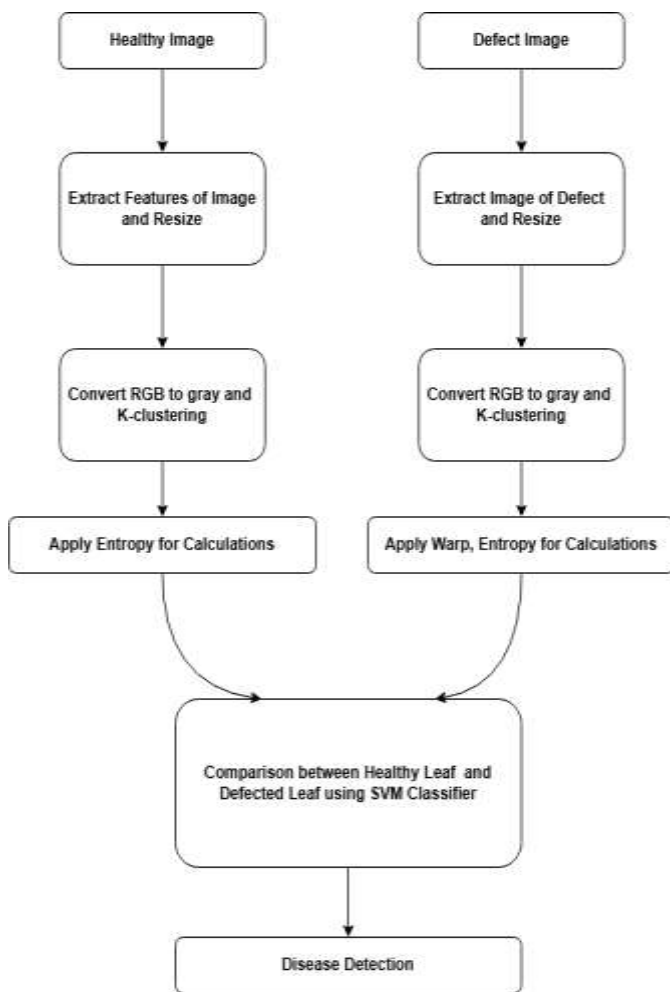 Healthy Image
Defect Image
Extract Features of Image
and Resize
Extract Image of Defect
and Resize
Convert RGB to gray and
K-clustering
Convert RGB to gray and
K-clustering
Apply Entropy for Calculations
Apply Warp, Entropy for Calculations
Comparison between Healthy Leaf and
Defected Leaf using SVM Classifier
Disease Detection